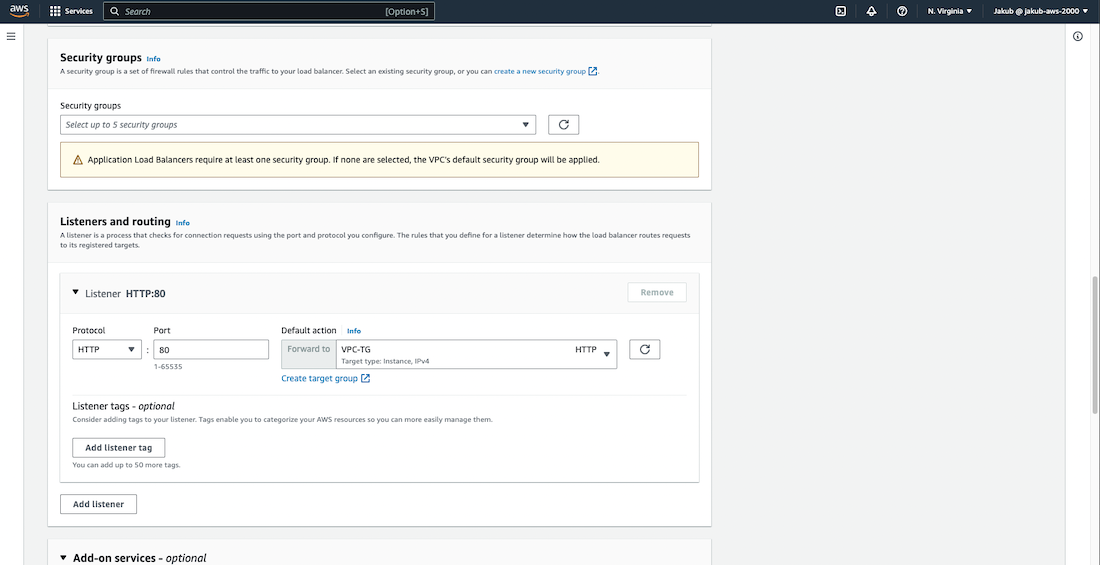 aws Services Search [Option+S] N. Virginia Jakub @ jakub-aws-2000
Security groups Info
A security group is a set of firewall rules that control the traffic to your load balancer. Select an existing security group, or you can create a new security group.
Security groups
Select up to 5 security groups
Application Load Balancers require at least one security group. If none are selected, the VPC's default security group will be applied.
Listeners and routing Info
A listener is a process that checks for connection requests using the port and protocol you configure. The rules that you define for a listener determine how the load balancer routes requests
to its registered targets.
Listener HTTP:80 Remove
Protocol Port Default action Info
HTTP : 80 Forward to VPC-TG HTTP
Target type: Instance, IPv4
1-65535
Create target group
Listener tags - optional
Consider adding tags to your listener. Tags enable you to categorize your AWS resources so you can more easily manage them.
Add listener tag
You can add up to 50 more tags.
Add listener
Add-on services - optional